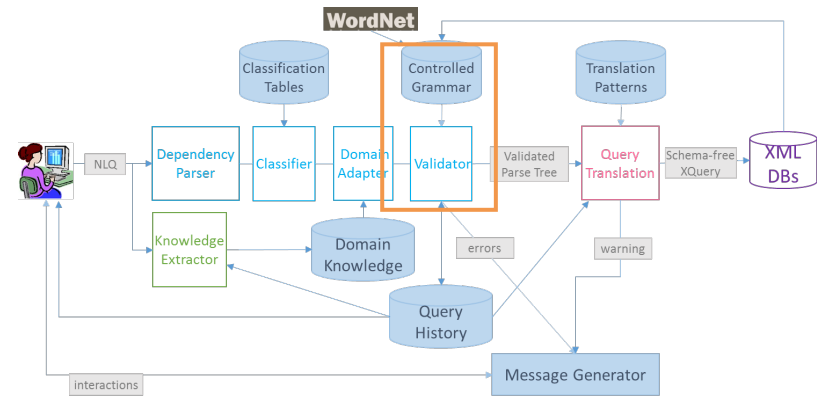 WordNet
Classification
Tables
Controlled
Grammar
Translation
Patterns
NLQ
Dependency
Parser
Classifier
Domain
Adapter
Validator
Validated
Parse Tree
Query
Translation
Schema-free
XQuery
XML
DBs
Knowledge
Extractor
Domain
Knowledge
errors
warning
Query
History
Message Generator
interactions